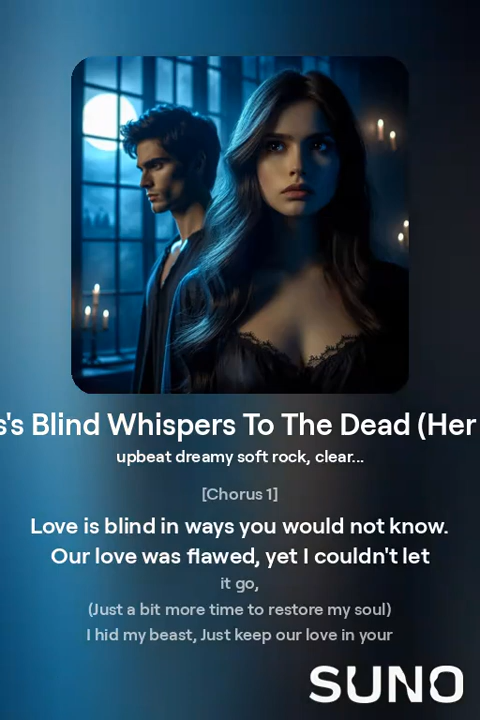 s's Blind Whispers To The Dead (Her
upbeat dreamy soft rock, clear...
[Chorus 1]
Love is blind in ways you would not know.
Our love was flawed, yet I couldn't let
it go,
(Just a bit more time to restore my soul)
I hid my beast, Just keep our love in your
SUNO